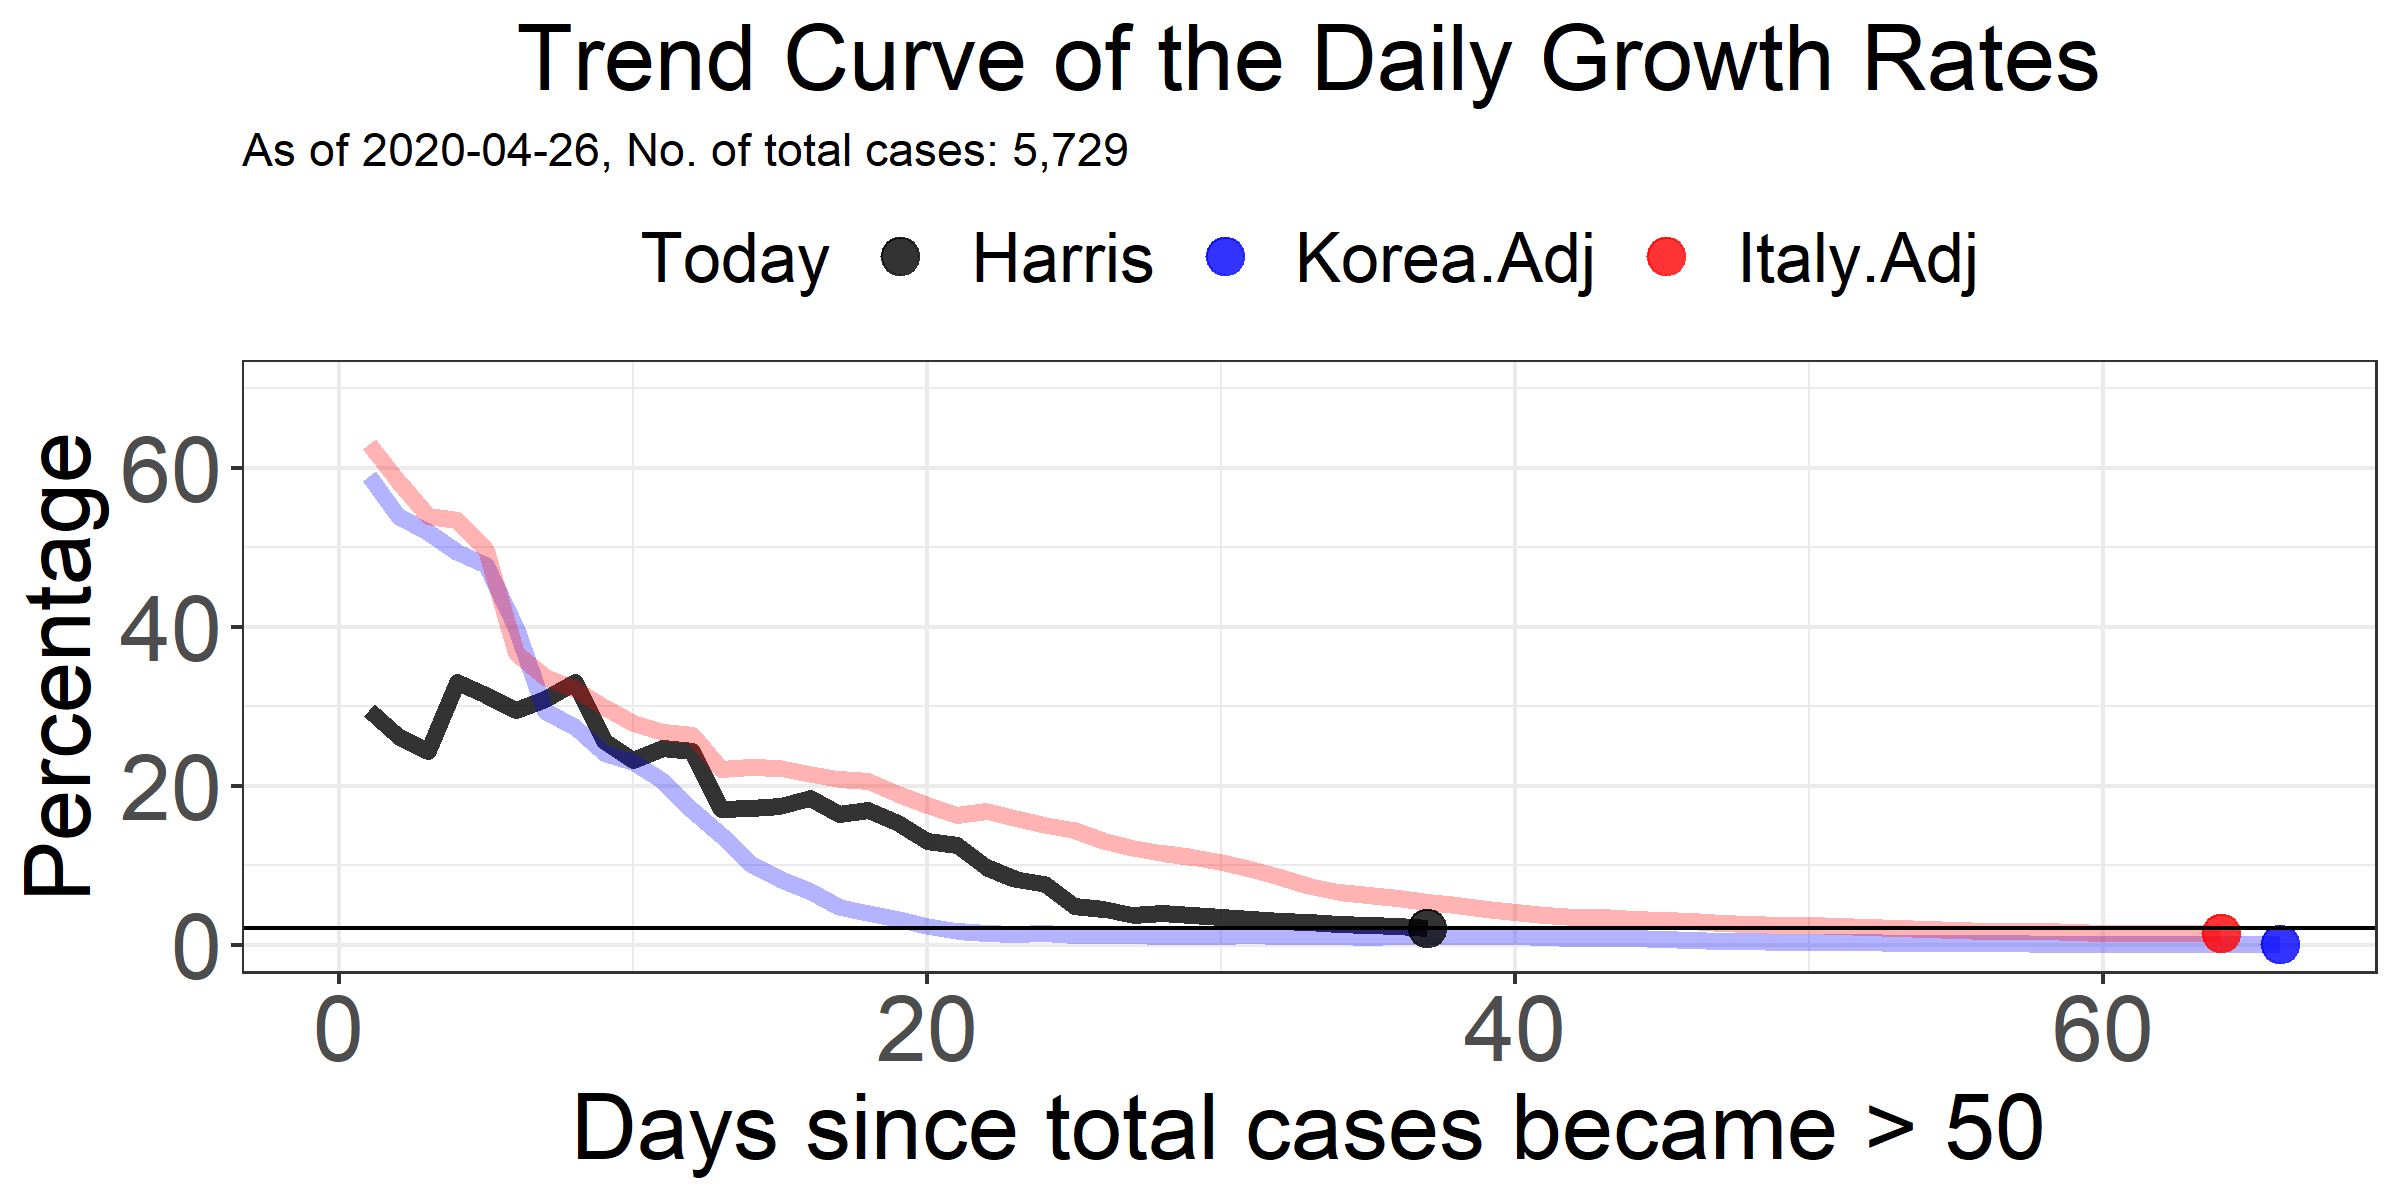 Trend Curve of the Daily Growth Rates
As of 2020-04-26, No. of total cases: 5,729
Today Harris Korea.Adj Italy.Adj
Percentage
60
40
20
0
0 20 40 60
Days since total cases became > 50